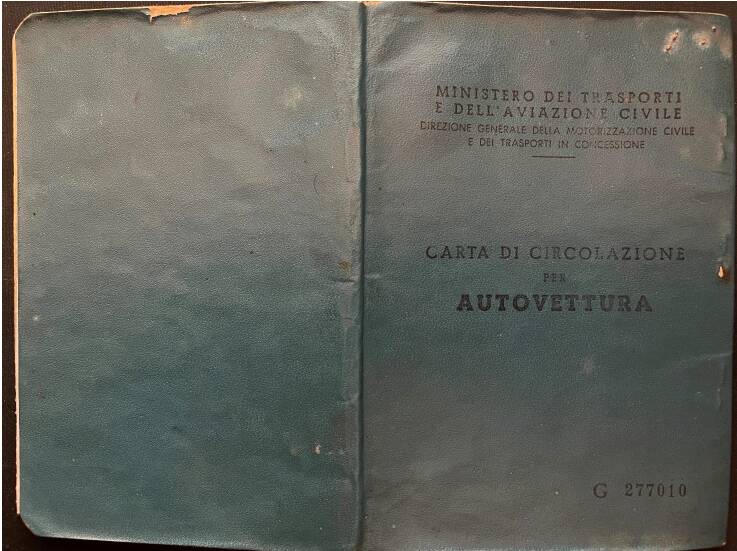 MINISTERO DEI TRASPORTI
E DELL'AVIAZIONE CIVILE
DIREZIONE GENERALE DELLA MOTORIZZAZIONE CIVILE
E DEI TRASPORTI IN CONCESSIONE
CARTA DI CIRCOLAZIONE
PER
AUTOVETTURA
G 277010